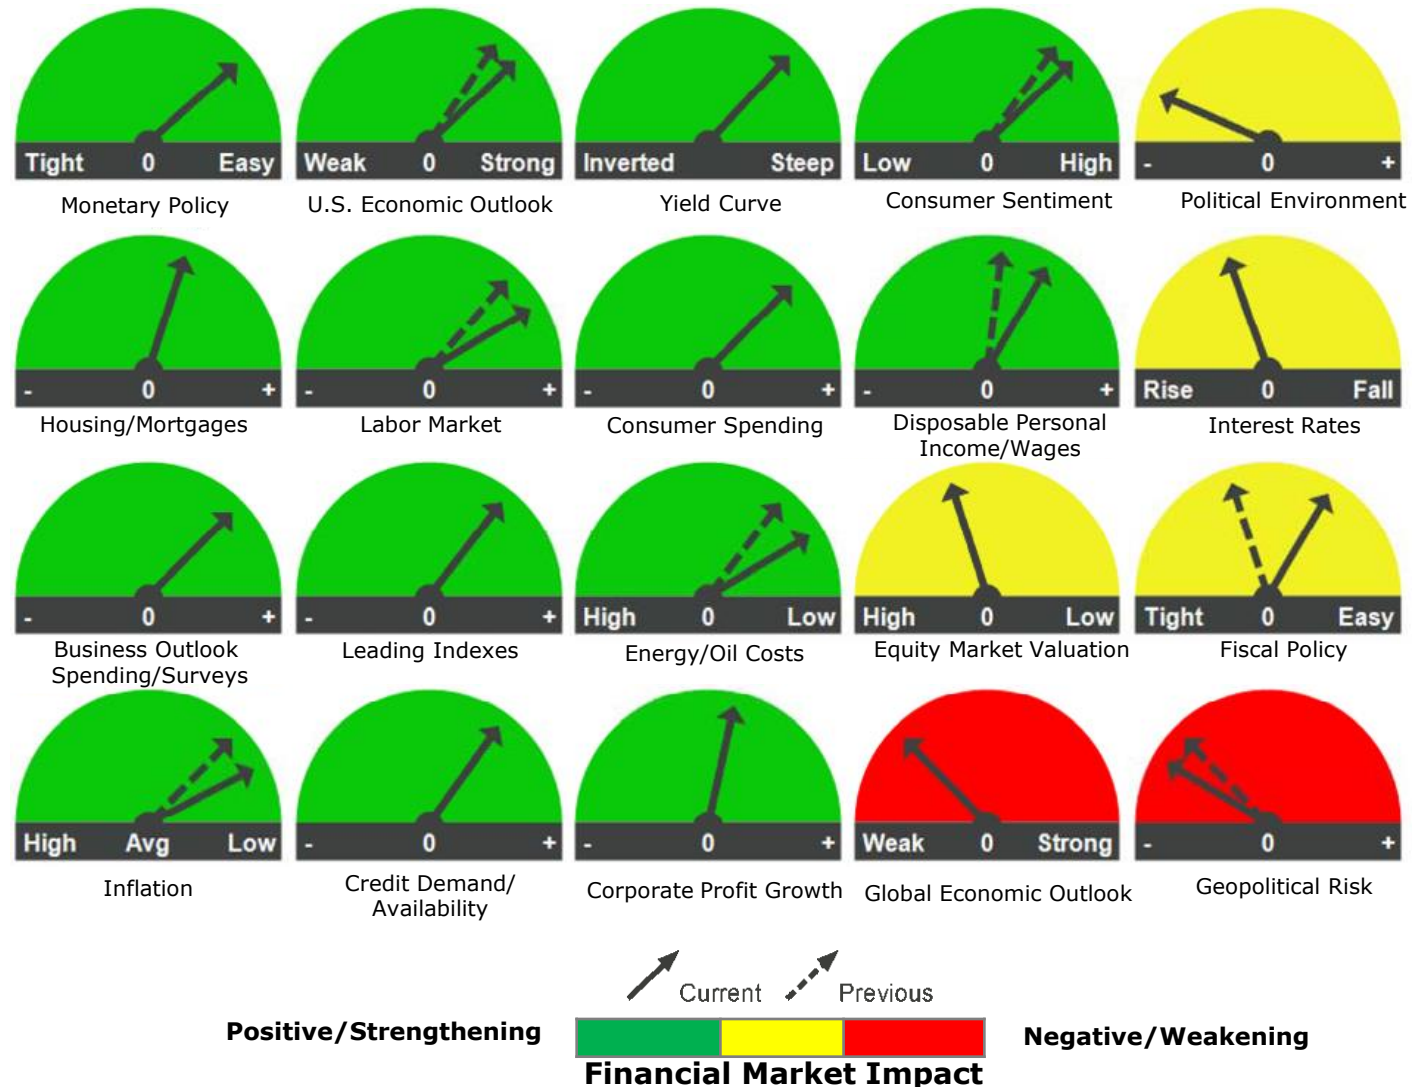 Tight 0 Easy
Weak 0 Strong
Inverted Steep
Low 0 High
- 0 +
Monetary Policy
U.S. Economic Outlook
Yield Curve
Consumer Sentiment
Political Environment
- 0 +
- 0 +
- 0 +
- 0 +
Rise 0 Fall
Housing/Mortgages
Labor Market
Consumer Spending
Disposable Personal
Income/Wages
Interest Rates
- 0 +
- 0 +
High 0 Low
High 0 Low
Tight 0 Easy
Business Outlook
Spending/Surveys
Leading Indexes
Energy/Oil Costs
Equity Market Valuation
Fiscal Policy
High Avg Low
- 0 +
- 0 +
Weak 0 Strong
- 0 +
Inflation
Credit Demand/
Availability
Corporate Profit Growth
Global Economic Outlook
Geopolitical Risk
Current Previous
Positive/Strengthening
Negative/Weakening
Financial Market Impact